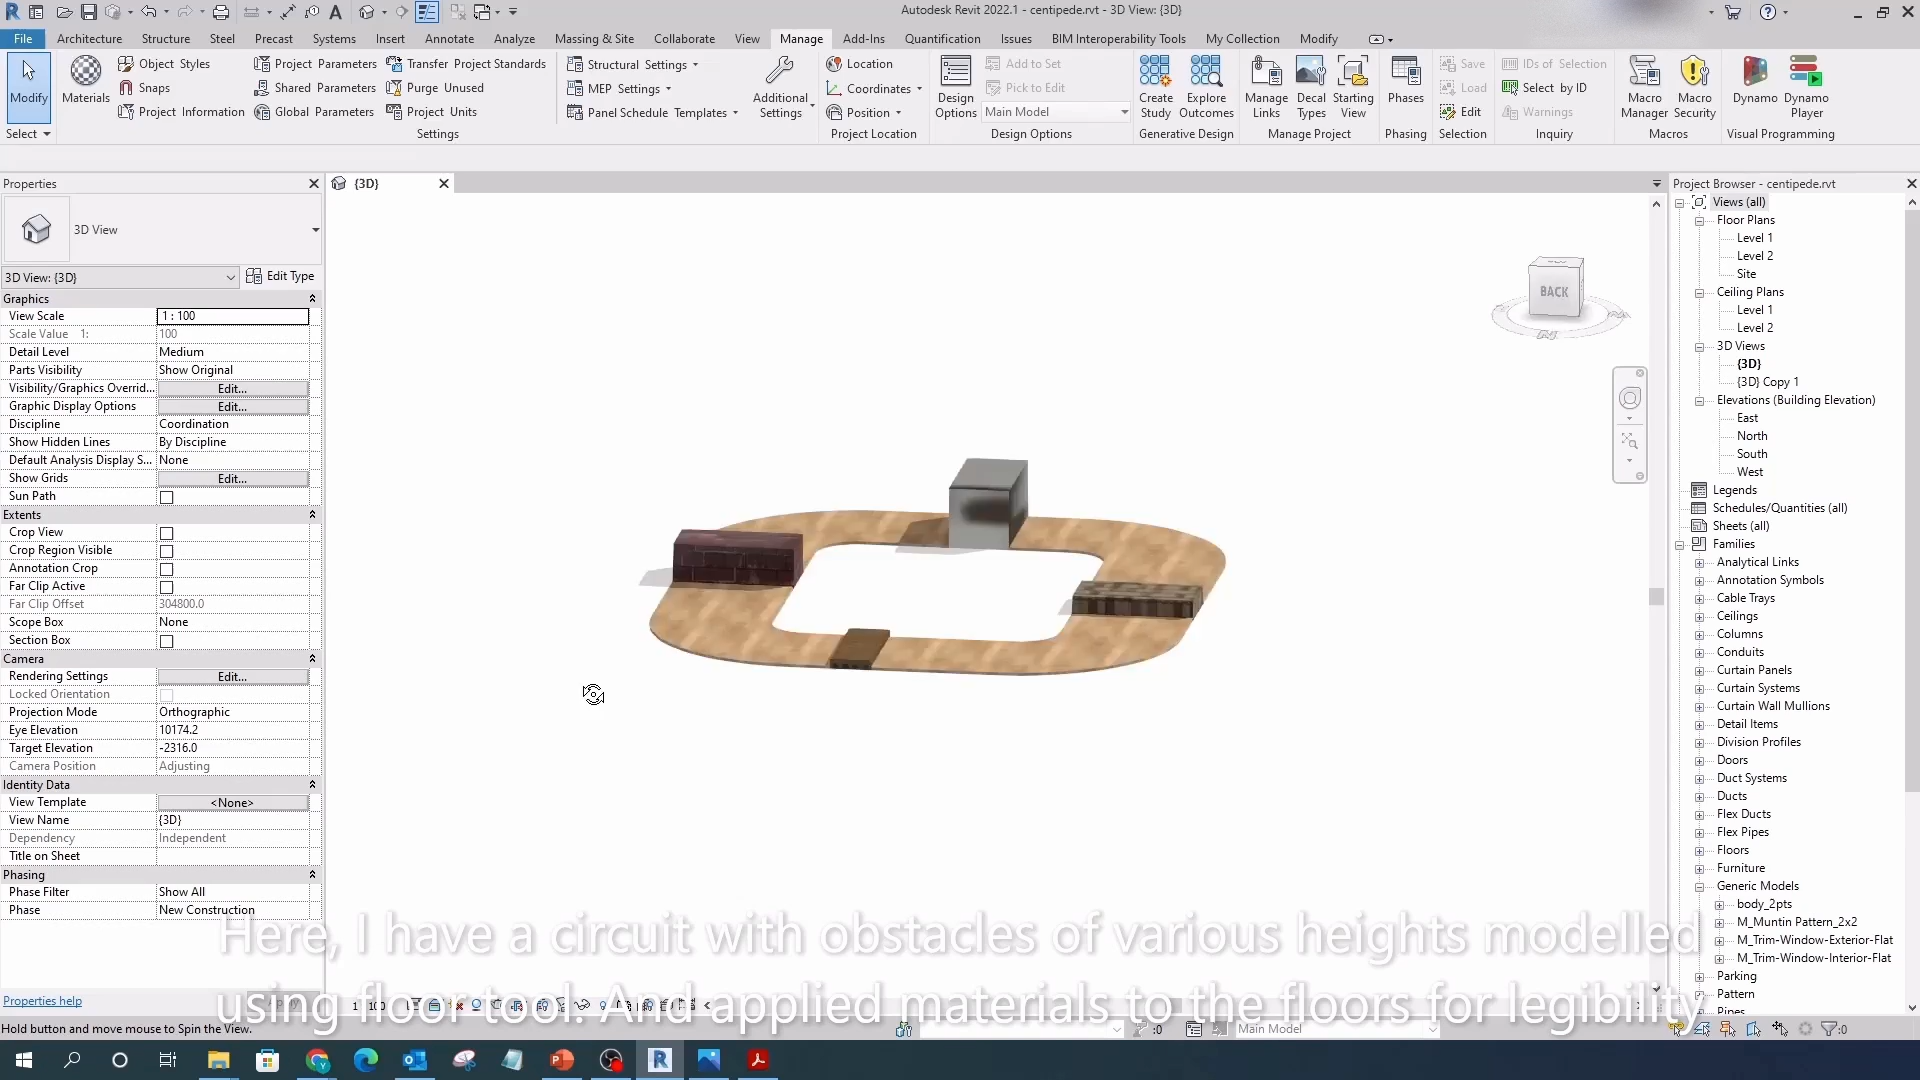 Autodesk Revit 2022.1 - centipede.rvt - 3D View: {3D}
File Architecture Structure Steel Precast Systems Insert Annotate Analyze Massing & Site Collaborate View Manage Add-Ins Quantification Issues BIM Interoperability Tools My Collection Modify
Modify
Select
Materials
Object Styles
Snaps
Project Information
Project Parameters
Shared Parameters
Global Parameters
Transfer Project Standards
Purge Unused
Project Units
Settings
Structural Settings
MEP Settings
Panel Schedule Templates
Additional Settings
Location
Coordinates
Position
Project Location
Design Options
Add to Set
Pick to Edit
Main Model
Design Options
Create Study
Explore Outcomes
Generative Design
Manage Links
Decal Types
Starting View
Manage Project
Phases
Phasing
Save
Load
Edit
Selection
IDs of Selection
Select by ID
Warnings
Inquiry
Macro Manager
Macro Security
Macros
Dynamo
Dynamo Player
Visual Programming
Properties
3D View
3D View: {3D}
Edit Type
Graphics
View Scale 1 : 100
Scale Value 1: 100
Detail Level Medium
Parts Visibility Show Original
Visibility/Graphics Overrid... Edit...
Graphic Display Options Edit...
Discipline Coordination
Show Hidden Lines By Discipline
Default Analysis Display S... None
Show Grids Edit...
Sun Path
Extents
Crop View
Crop Region Visible
Annotation Crop
Far Clip Active
Far Clip Offset 304800.0
Scope Box None
Section Box
Camera
Rendering Settings Edit...
Locked Orientation
Projection Mode Orthographic
Eye Elevation 10174.2
Target Elevation -2316.0
Camera Position Adjusting
Identity Data
View Template <None>
View Name {3D}
Dependency Independent
Title on Sheet
Phasing
Phase Filter Show All
Phase New Construction
Properties help
{3D}
BACK
Project Browser - centipede.rvt
Views (all)
Floor Plans
Level 1
Level 2
Site
Ceiling Plans
Level 1
Level 2
3D Views
{3D}
{3D} Copy 1
Elevations (Building Elevation)
East
North
South
West
Legends
Schedules/Quantities (all)
Sheets (all)
Families
Analytical Links
Annotation Symbols
Cable Trays
Ceilings
Columns
Conduits
Curtain Panels
Curtain Systems
Curtain Wall Mullions
Detail Items
Division Profiles
Doors
Duct Systems
Ducts
Flex Ducts
Flex Pipes
Floors
Furniture
Generic Models
body_2pts
M_Muntin Pattern_2x2
M_Trim-Window-Exterior-Flat
M_Trim-Window-Interior-Flat
Parking
Pattern
Pipes
Here, I have a circuit with obstacles of various heights modelled
using floor tool. And applied materials to the floors for legibility
Hold button and move mouse to Spin the View.
:0
Main Model
:0